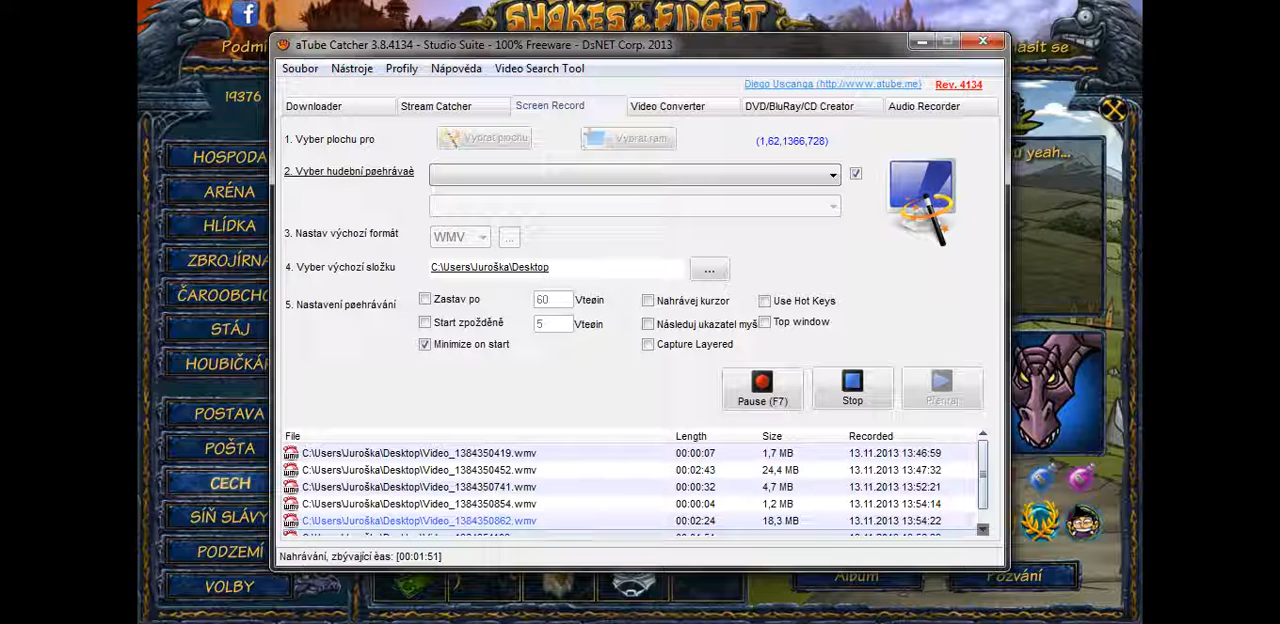 SHAKES & FIDGET
aTube Catcher 3.8.4134 - Studio Suite - 100% Freeware - DsNET Corp. 2013
Soubor Nástroje Profily Nápověda Video Search Tool
Diego Uscanga (http://www.atube.me) Rev. 4134
19376
Downloader Stream Catcher Screen Record Video Converter DVD/BluRay/CD Creator Audio Recorder
1. Vyber plochu pro Vybrat plochu Vybrat ram (1,62,1366,728)
HOSPODA
yeah...
2. Vyber hudební pøehrávaè
ARÉNA
HLÍDKA
3. Nastav výchozí formát WMV ...
ZBROJÍRNA
4. Vyber výchozí složku C:\Users\Juroška\Desktop ...
ČAROOBCHO
5. Nastavení pøehrávání Zastav po 60 Vteøin Nahrávej kurzor Use Hot Keys
Start zpožděně 5 Vteøin Následuj ukazatel myš Top window
STÁJ
Minimize on start Capture Layered
HOUBIČKÁ
Pause (F7) Stop Přehrát
POSTAVA
File Length Size Recorded
C:\Users\Juroška\Desktop\Video_1384350419.wmv 00:00:07 1,7 MB 13.11.2013 13:46:59
POŠTA
C:\Users\Juroška\Desktop\Video_1384350452.wmv 00:02:43 24,4 MB 13.11.2013 13:47:32
CECH
C:\Users\Juroška\Desktop\Video_1384350741.wmv 00:00:32 4,7 MB 13.11.2013 13:52:21
C:\Users\Juroška\Desktop\Video_1384350854.wmv 00:00:04 1,2 MB 13.11.2013 13:54:14
SÍŇ SLÁVY
C:\Users\Juroška\Desktop\Video_1384350862.wmv 00:02:24 18,3 MB 13.11.2013 13:54:22
PODZEMÍ
Nahrávání, zbývající èas: [00:01:51]
VOLBY
Album Pozvání